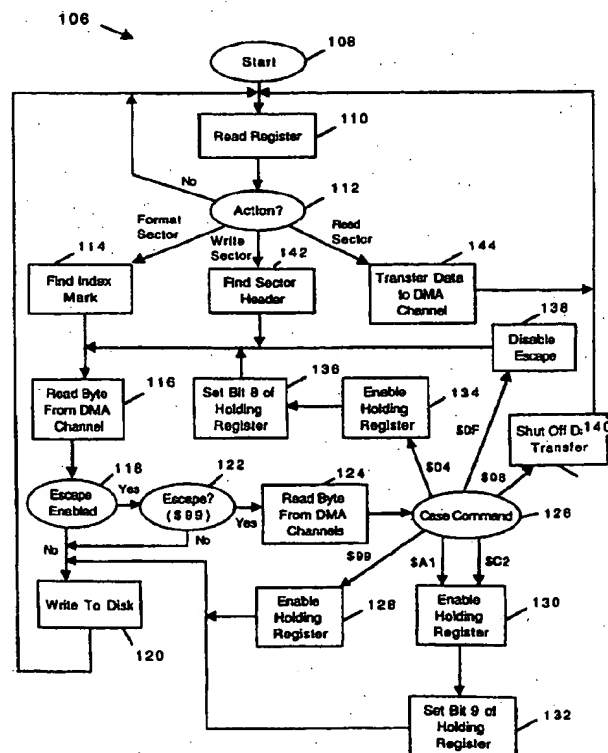 106
108
Start
110
Read Register
No
112
Action?
Format
Sector
Write
Sector
Read
Sector
114
142
144
Find Index
Mark
Find Sector
Header
Transfer Data
to DMA
Channel
138
Disable
Escape
136
134
116
Read Byte
From DMA
Channel
Set Bit 8 of
Holding
Register
Enable
Holding
Register
$0F
140
Shut Off D
Transfer
$04
$08
118
122
124
Escape
Enabled
Yes
Escape?
($99)
Yes
Read Byte
From DMA
Channels
Case Command
126
No
No
$99
$A1
$C2
Write To Disk
120
Enable
Holding
Register
128
Enable
Holding
Register
130
Set Bit 9 of
Holding
Register
132